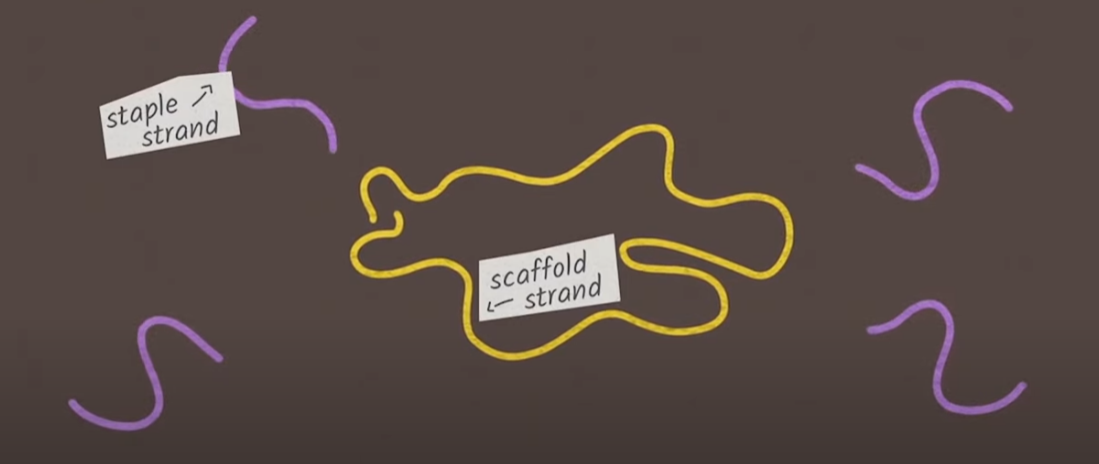 staple ↗
strand
scaffold
← strand